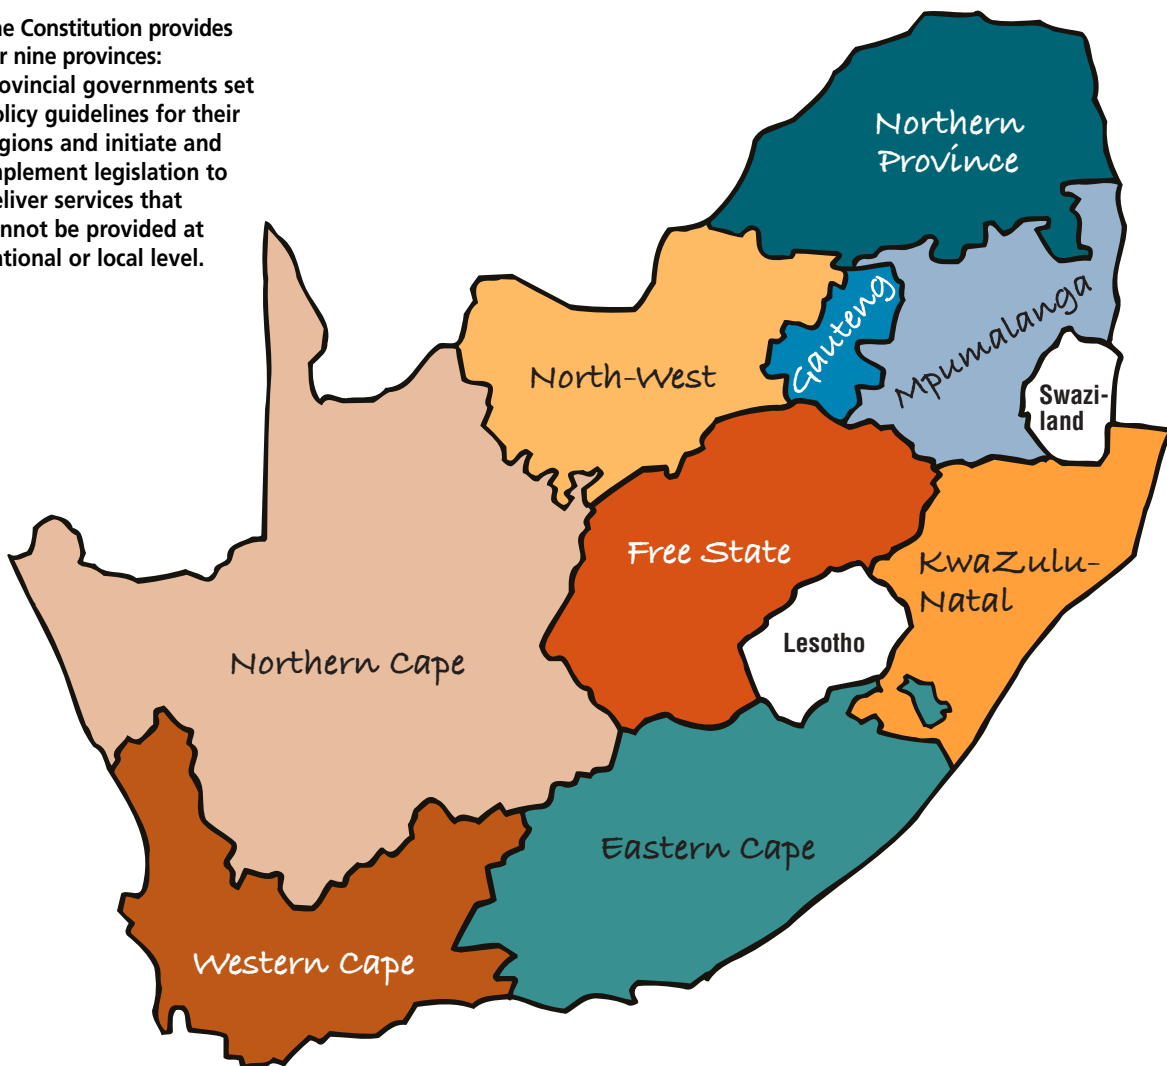 e Constitution provides
r nine provinces:
ovincial governments set
olicy guidelines for their
gions and initiate and
plement legislation to
eliver services that
nnot be provided at
ational or local level.
Northern
Province
North-West
Gauteng
Mpumalanga
Swazi-
land
Free State
KwaZulu-
Natal
Lesotho
Northern Cape
Eastern Cape
Western Cape